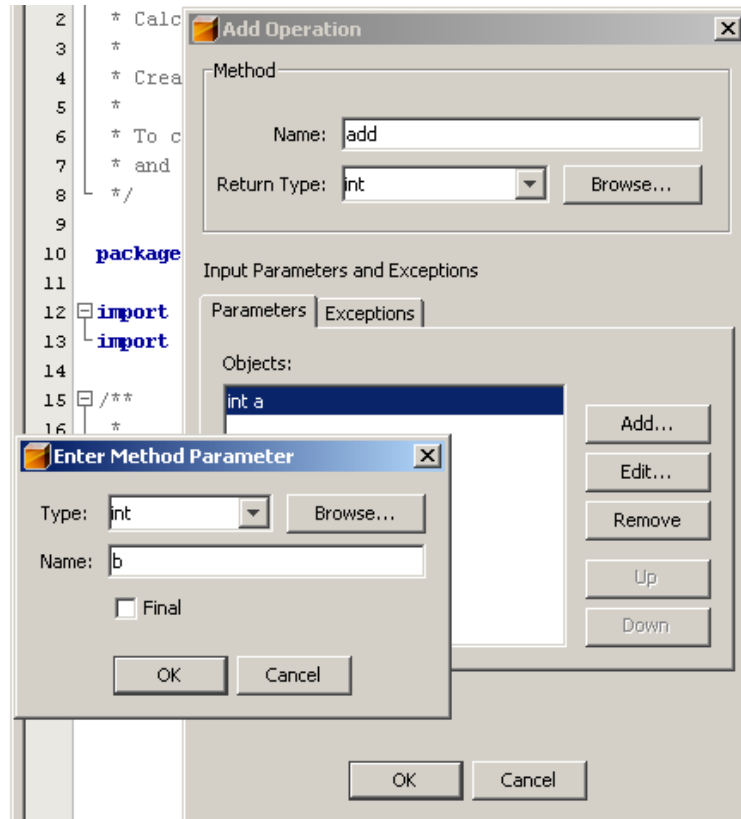 2 * Calc
3 *
4 * Crea
5 *
6 * To c
7 * and
8 */
9
10 package
11
12 import
13 import
14
15 /**
16 *
Add Operation
Method
Name: add
Return Type: int Browse...
Input Parameters and Exceptions
Parameters Exceptions
Objects:
int a
Add...
Edit...
Remove
Up
Down
OK Cancel
Enter Method Parameter
Type: int Browse...
Name: b
Final
OK Cancel